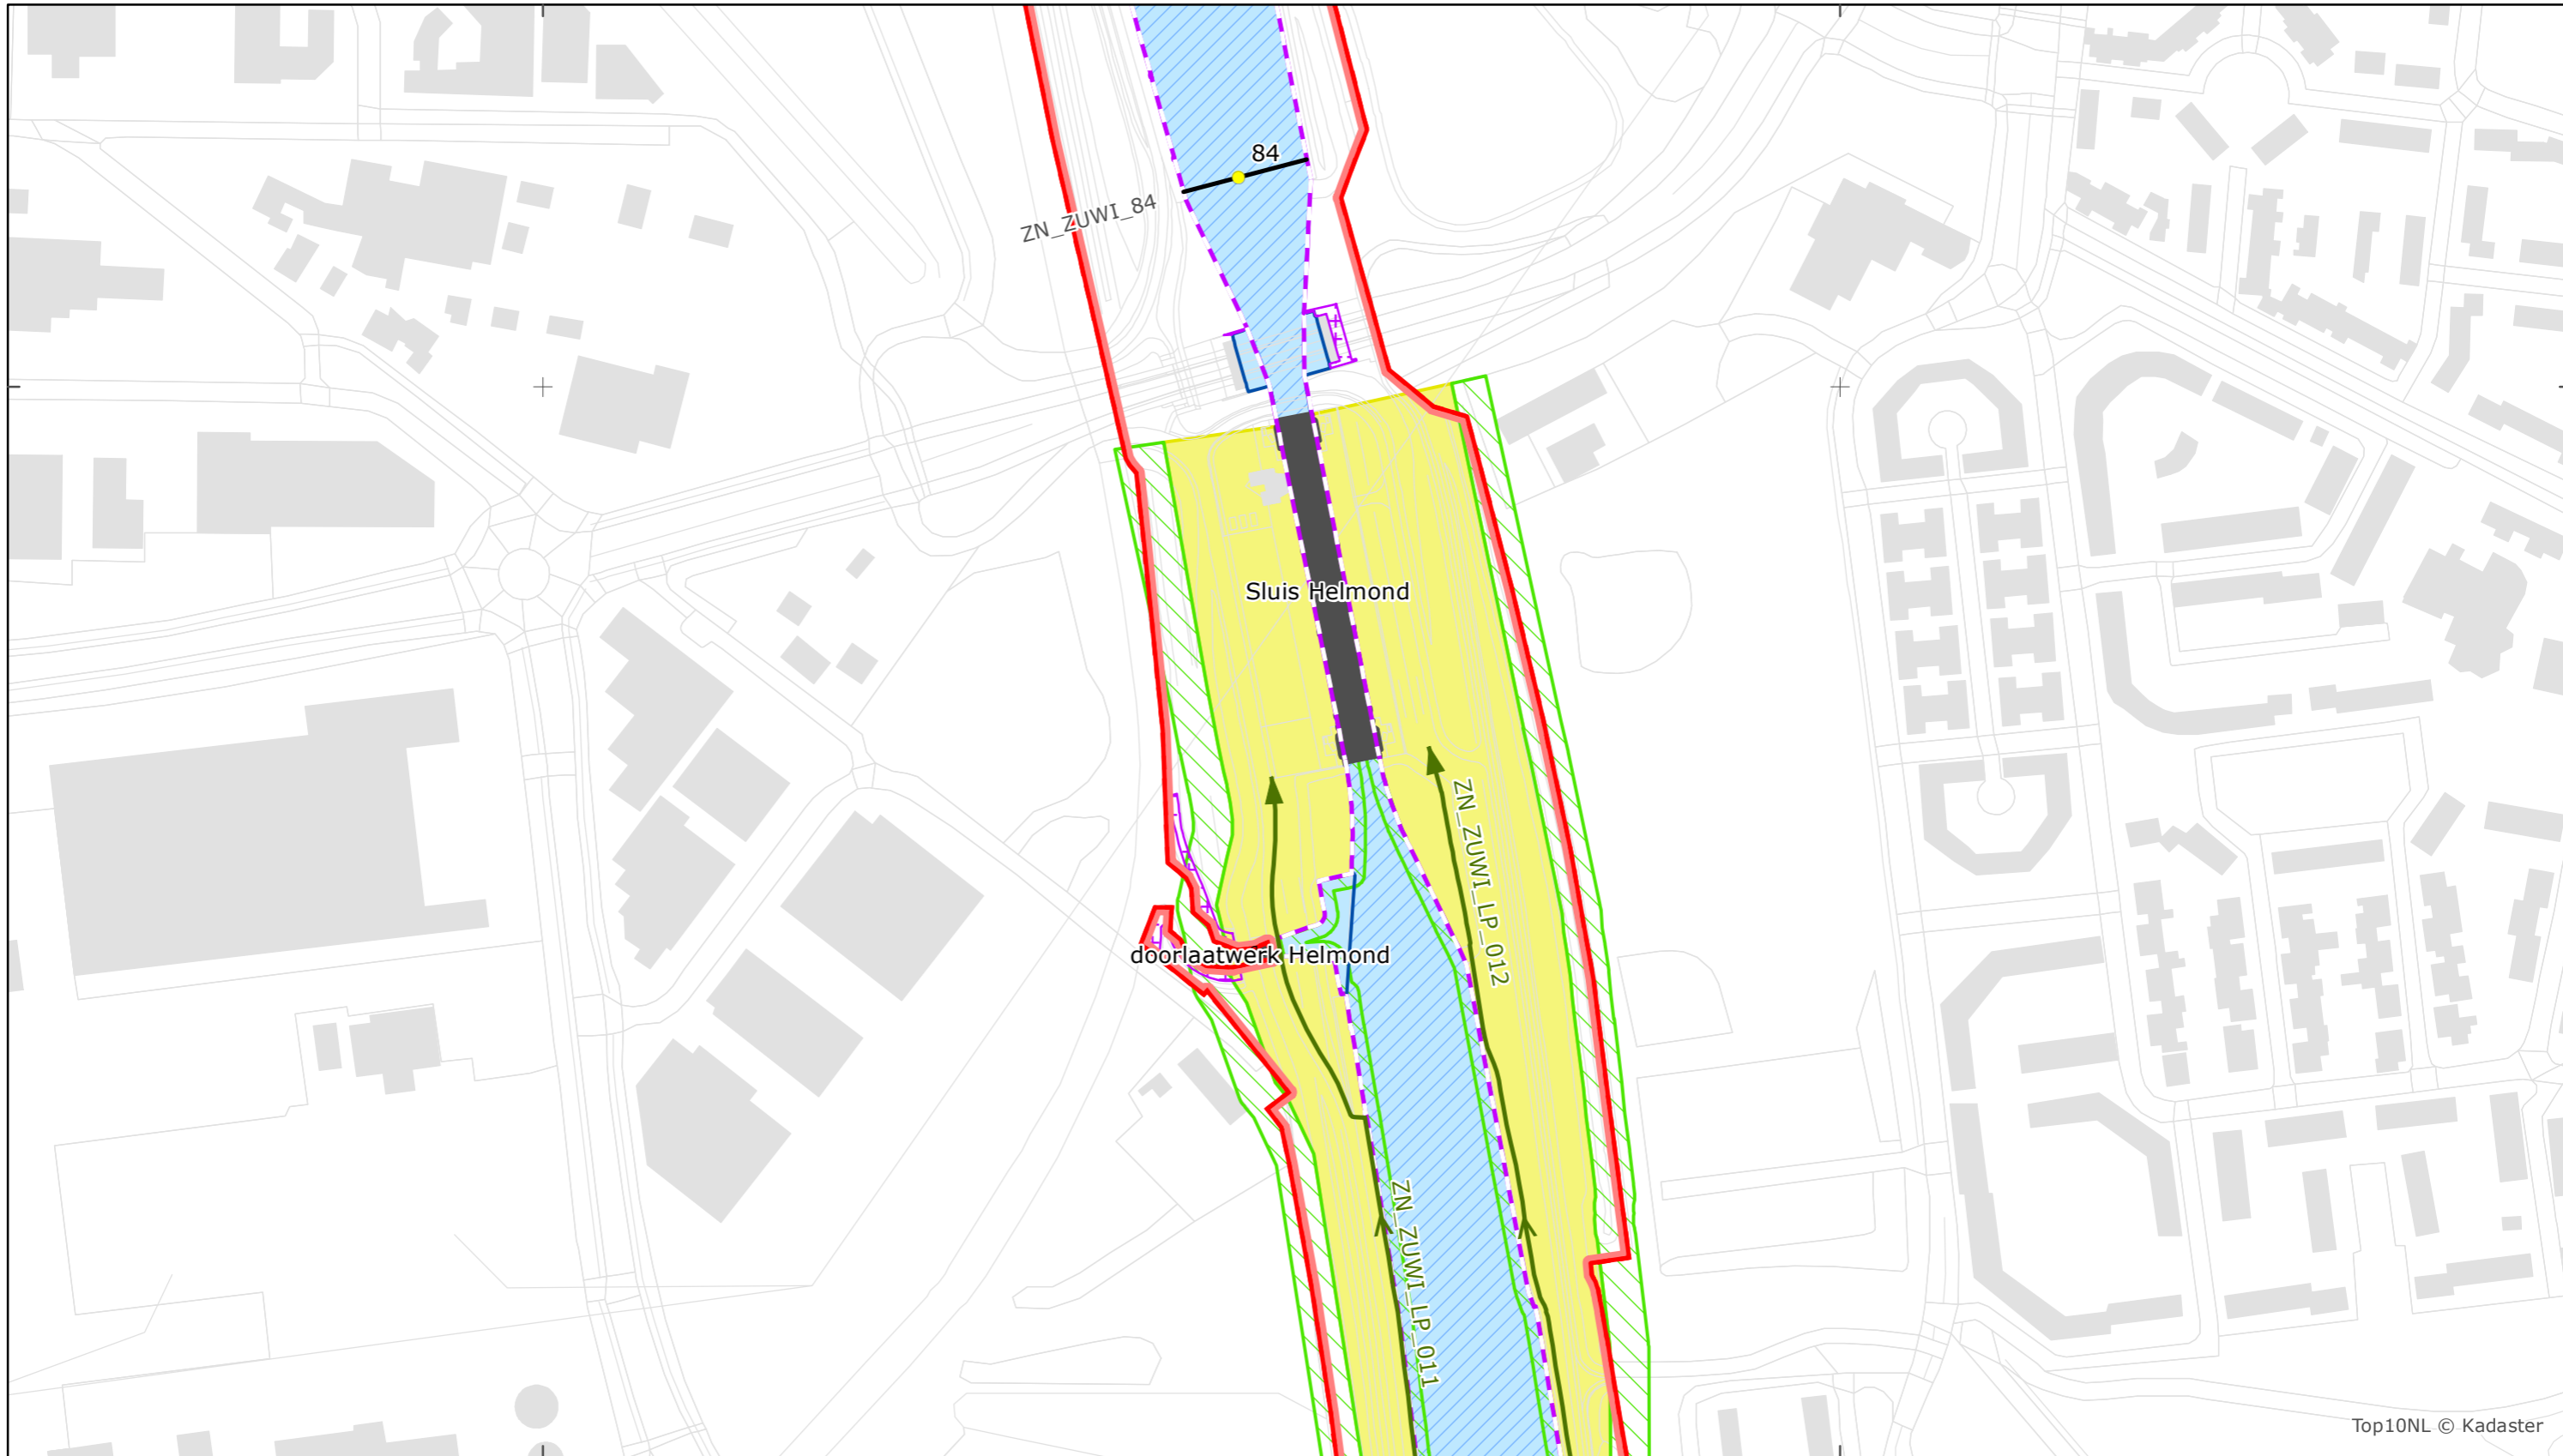 84
ZN_ZUWI_84
Sluis Helmond
ZN_ZUWI_LP_012
doorlaatwerk Helmond
ZN_ZUWI_LP_011
Top10NL © Kadaster